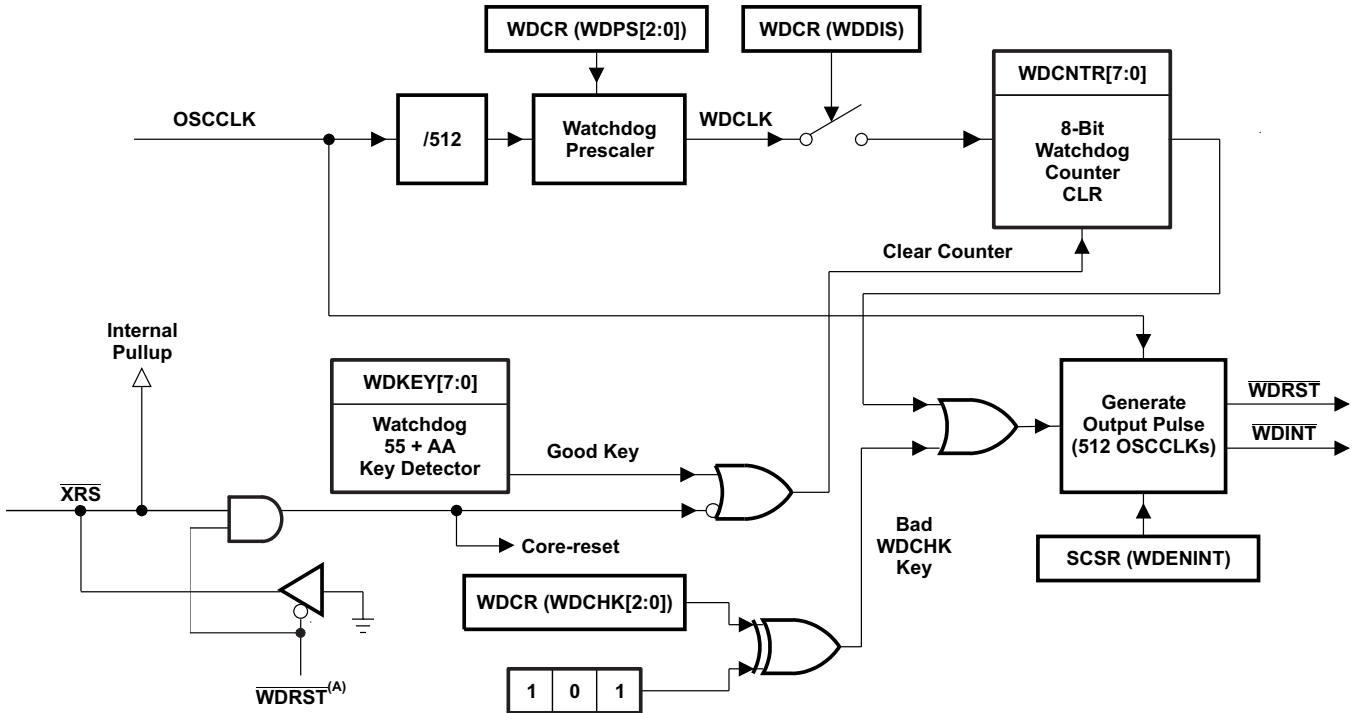 WDCR (WDPS[2:0])
WDCR (WDDIS)
WDCNTR[7:0]
OSCCLK
/512
Watchdog
Prescaler
WDCLK
8-Bit
Watchdog
Counter
CLR
Clear Counter
Internal
Pullup
WDKEY[7:0]
Watchdog
55 + AA
Key Detector
Good Key
Generate
Output Pulse
(512 OSCCLKs)
WDRST
WDINT
XRS
Core-reset
Bad
WDCHK
Key
SCSR (WDENINT)
WDCR (WDCHK[2:0])
WDRST(A)
1 0 1